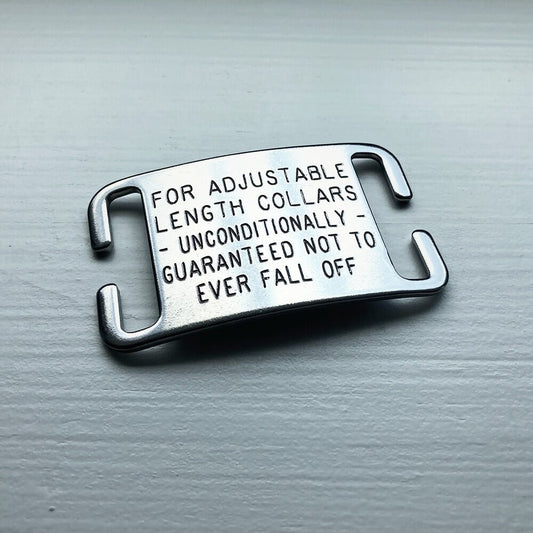 FOR ADJUSTABLE
LENGTH COLLARS
- UNCONDITIONALLY -
GUARANTEED NOT TO
EVER FALL OFF